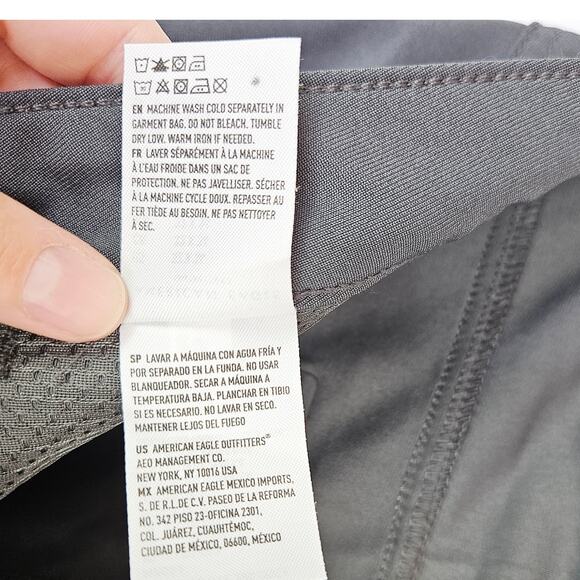 EN MACHINE WASH COLD SEPARATELY IN
GARMENT BAG. DO NOT BLEACH. TUMBLE
DRY LOW. WARM IRON IF NEEDED.
FR LAVER SÉPARÉMENT À LA MACHINE
À L'EAU FROIDE DANS UN SAC DE
PROTECTION. NE PAS JAVELLISER. SÉCHER
À LA MACHINE CYCLE DOUX. REPASSER AU
FER TIÈDE AU BESOIN. NE PAS NETTOYER
À SEC.
SP LAVAR A MÁQUINA CON AGUA FRÍA Y
POR SEPARADO EN LA FUNDA. NO USAR
BLANQUEADOR. SECAR A MÁQUINA A
TEMPERATURA BAJA. PLANCHAR EN TIBIO
SI ES NECESARIO. NO LAVAR EN SECO.
MANTENER LEJOS DEL FUEGO
US AMERICAN EAGLE OUTFITTERS®
AEO MANAGEMENT CO.
NEW YORK, NY 10016 USA
MX AMERICAN EAGLE MEXICO IMPORTS,
S. DE R.L.DE C.V. PASEO DE LA REFORMA
NO. 342 PISO 23-OFICINA 2301,
COL. JUÁREZ, CUAUHTÉMOC,
CIUDAD DE MÉXICO, 06600, MÉXICO